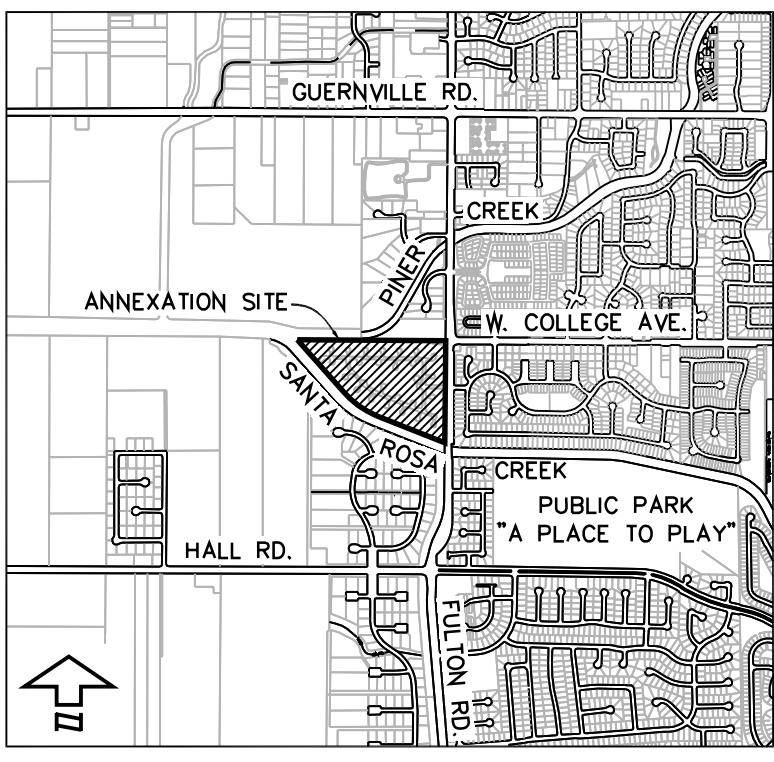 GUERNVILLE RD.
CREEK
PINER
ANNEXATION SITE
W. COLLEGE AVE.
SANTA
ROSA
CREEK
PUBLIC PARK
"A PLACE TO PLAY"
HALL RD.
FULTON RD.
n